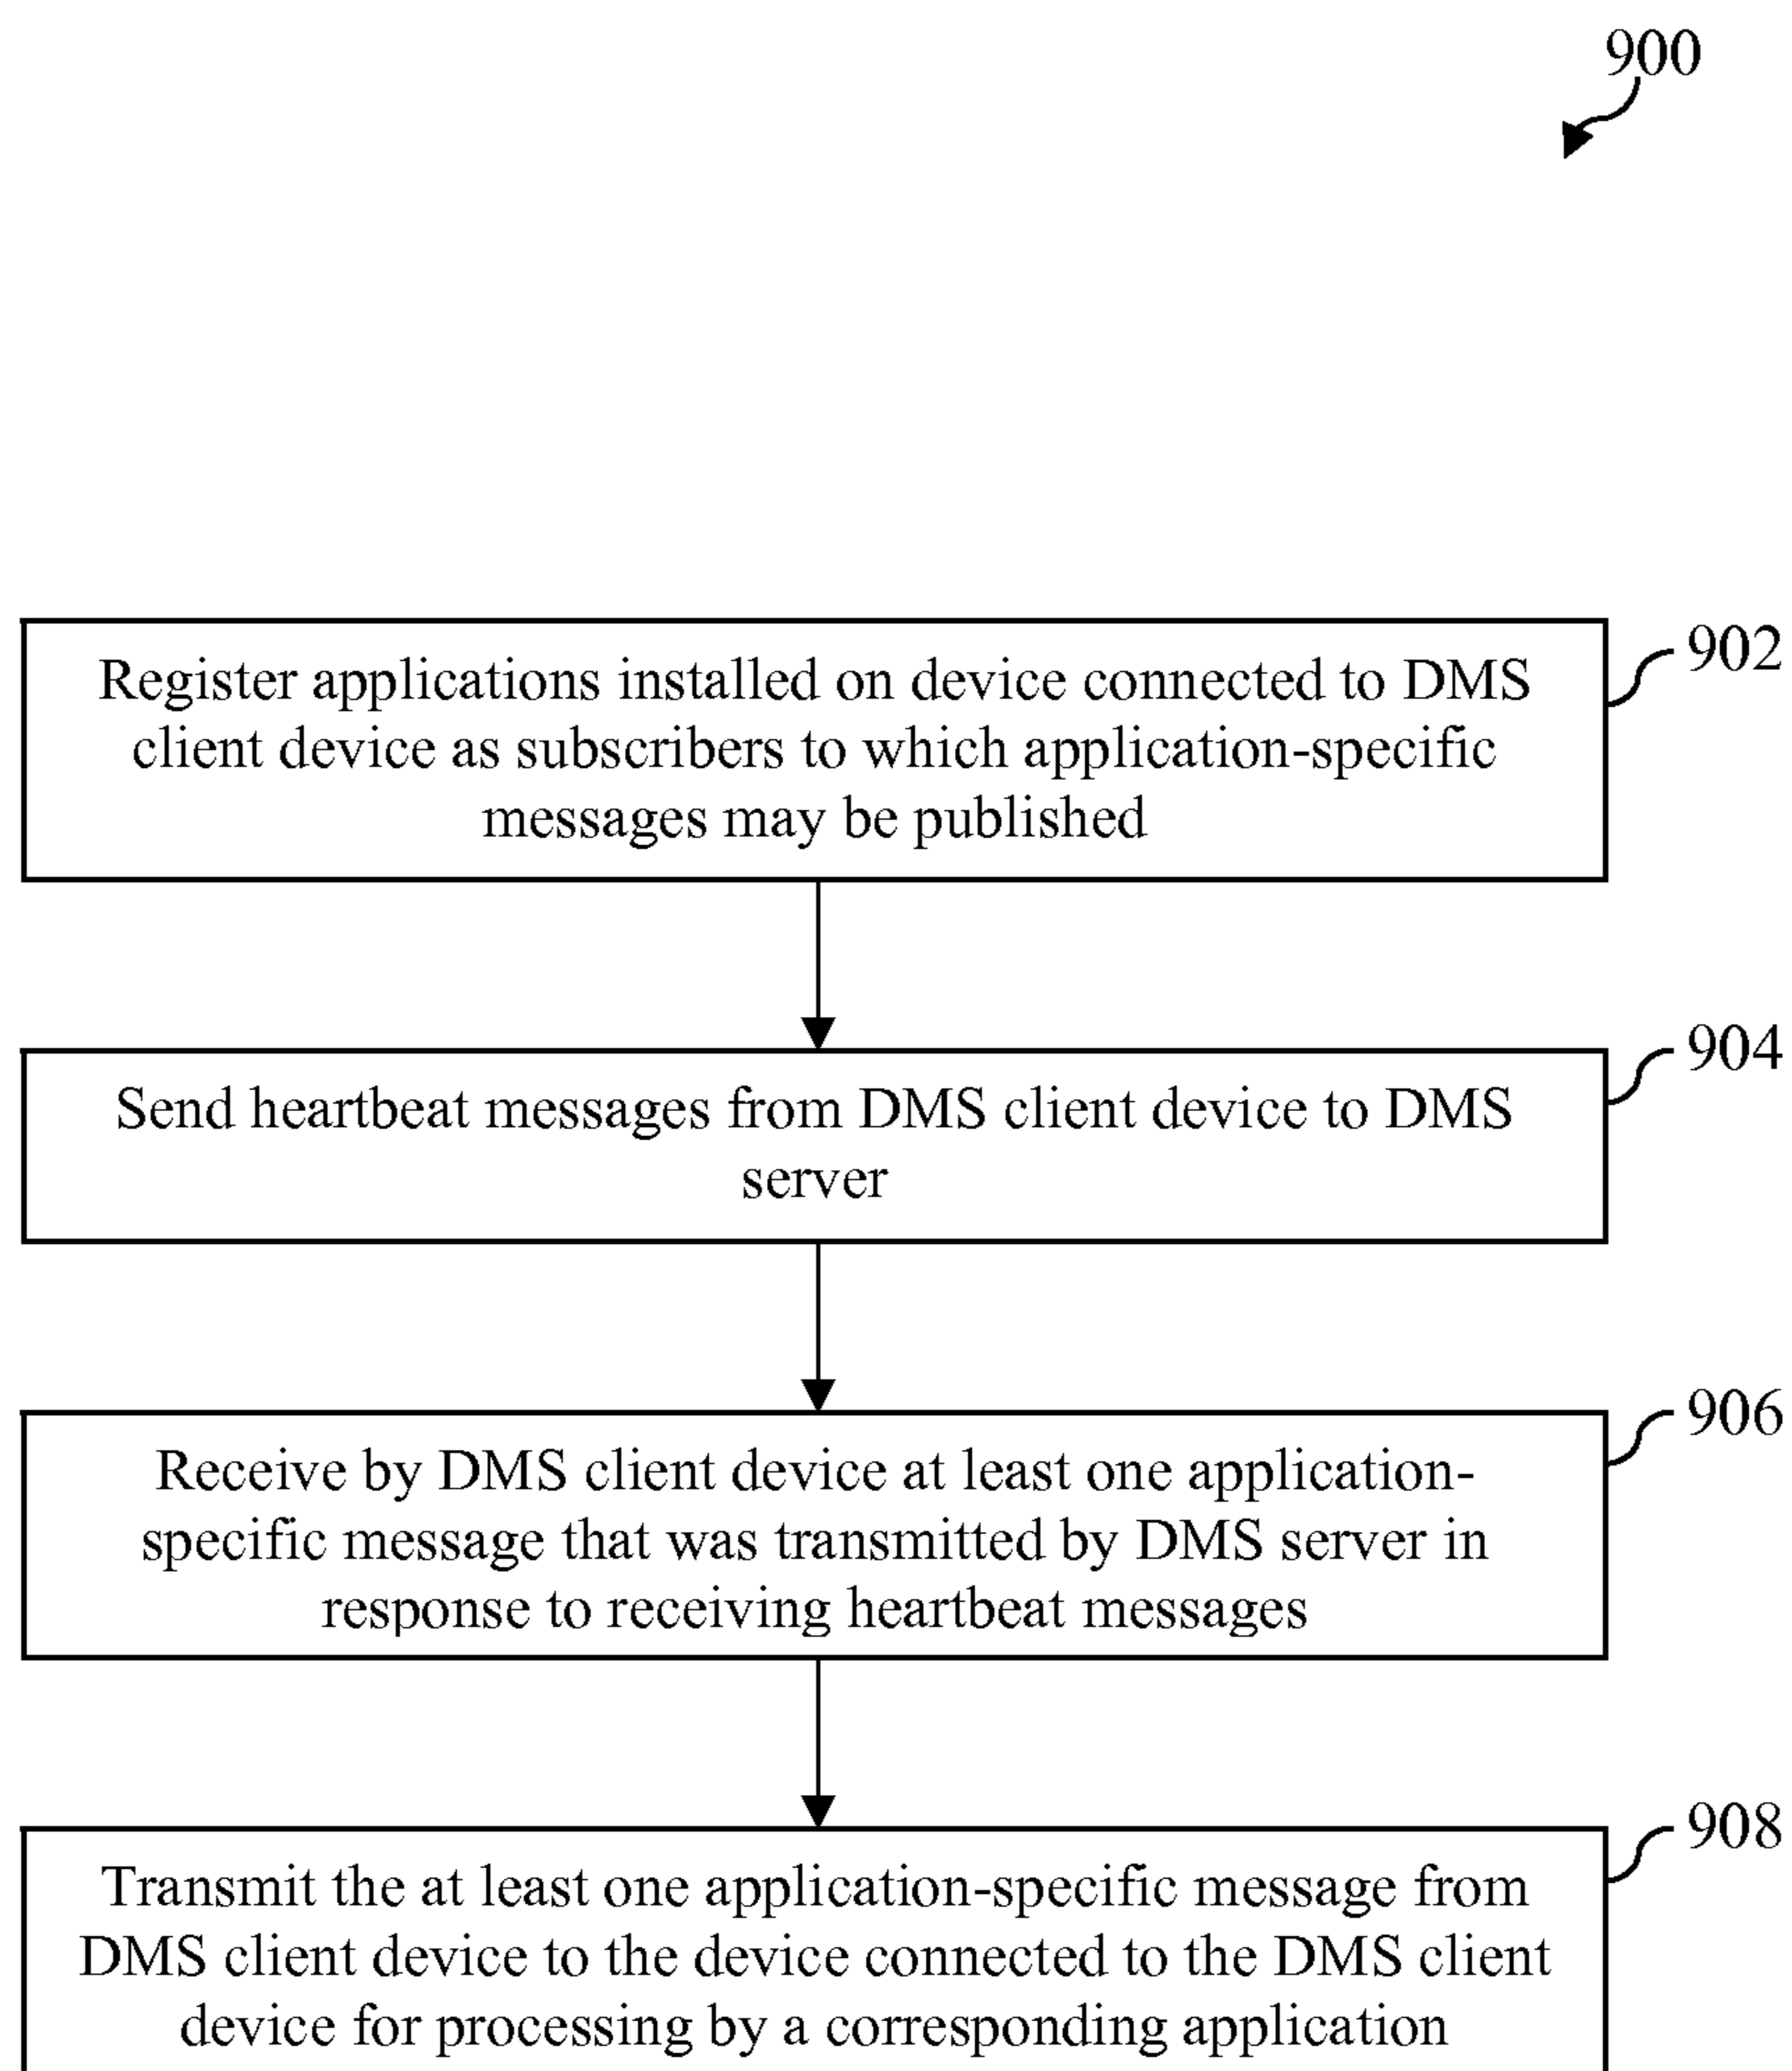 900
902
Register applications installed on device connected to DMS
client device as subscribers to which application-specific
messages may be published
904
Send heartbeat messages from DMS client device to DMS
server
906
Receive by DMS client device at least one application-
specific message that was transmitted by DMS server in
response to receiving heartbeat messages
908
Transmit the at least one application-specific message from
DMS client device to the device connected to the DMS client
device for processing by a corresponding application